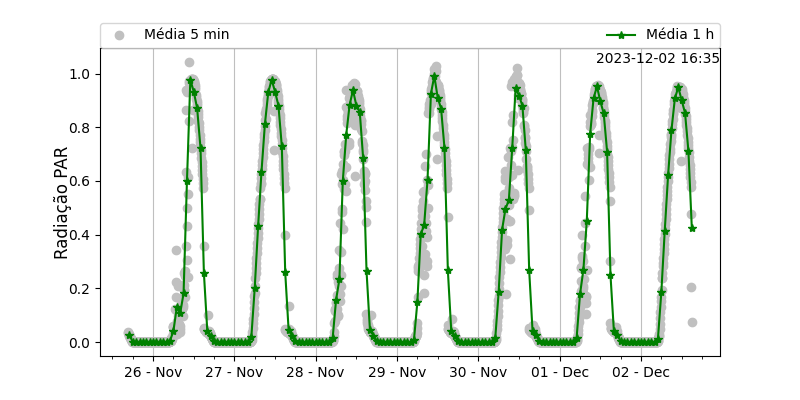 Média 5 min
Média 1 h
2023-12-02 16:35
1.0
0.8
0.6
0.4
0.2
0.0
Radiação PAR
26 - Nov
27 - Nov
28 - Nov
29 - Nov
30 - Nov
01 - Dec
02 - Dec